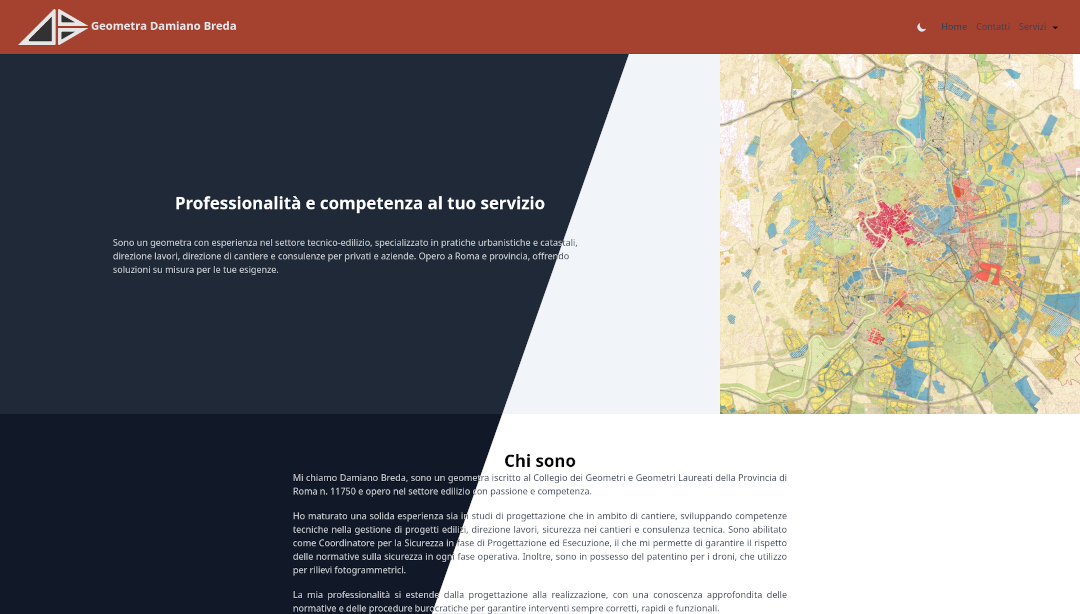 Geometra Damiano Breda
Home Contatti Servizi
Professionalità e competenza al tuo servizio
Sono un geometra con esperienza nel settore tecnico-edilizio, specializzato in pratiche urbanistiche e catastali,
direzione lavori, direzione di cantiere e consulenze per privati e aziende. Opero a Roma e provincia, offrendo
soluzioni su misura per le tue esigenze.
Chi sono
Mi chiamo Damiano Breda, sono un geometra iscritto al Collegio dei Geometri e Geometri Laureati della Provincia di
Roma n. 11750 e opero nel settore edilizio con passione e competenza.
Ho maturato una solida esperienza sia in studi di progettazione che in ambito di cantiere, sviluppando competenze
tecniche nella gestione di progetti edilizi, direzione lavori, sicurezza nei cantieri e consulenza tecnica. Sono abilitato
come Coordinatore per la Sicurezza in fase di Progettazione ed Esecuzione, il che mi permette di garantire il rispetto
delle normative sulla sicurezza in ogni fase operativa. Inoltre, sono in possesso del patentino per i droni, che utilizzo
per rilievi fotogrammetrici.
La mia professionalità si estende dalla progettazione alla realizzazione, con una conoscenza approfondita delle
normative e delle procedure burocratiche per garantire interventi sempre corretti, rapidi e funzionali.